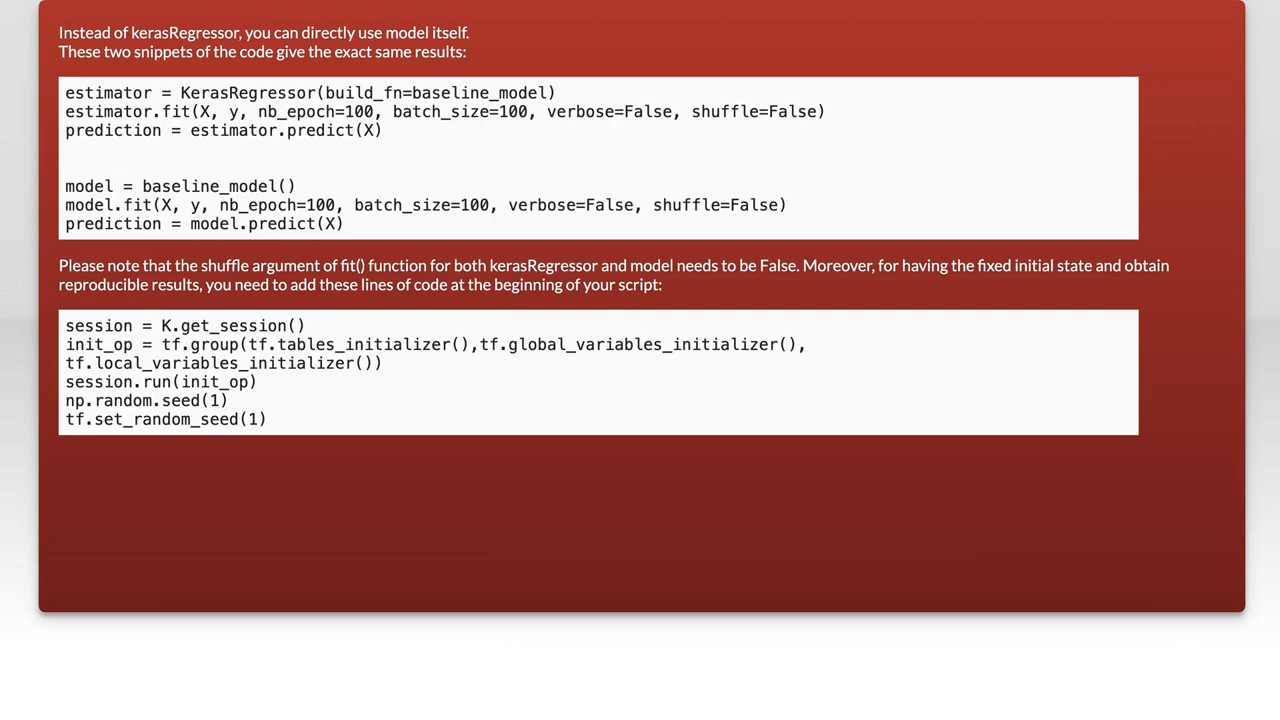 Instead of kerasRegressor, you can directly use model itself.
These two snippets of the code give the exact same results:
estimator = KerasRegressor(build_fn=baseline_model)
estimator.fit(X, y, nb_epoch=100, batch_size=100, verbose=False, shuffle=False)
prediction = estimator.predict(X)
model = baseline_model()
model.fit(X, y, nb_epoch=100, batch_size=100, verbose=False, shuffle=False)
prediction = model.predict(X)
Please note that the shuffle argument of fit() function for both kerasRegressor and model needs to be False. Moreover, for having the fixed initial state and obtain
reproducible results, you need to add these lines of code at the beginning of your script:
session = K.get_session()
init_op = tf.group(tf.tables_initializer(),tf.global_variables_initializer(),
tf.local_variables_initializer())
session.run(init_op)
np.random.seed(1)
tf.set_random_seed(1)